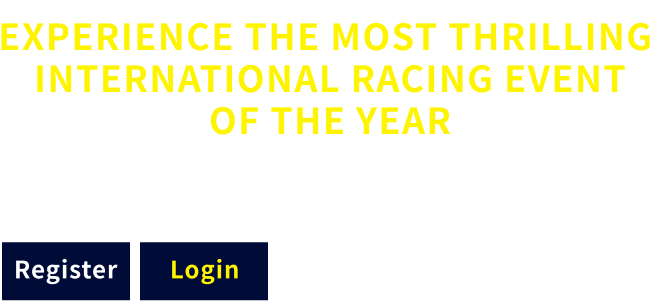 EXPERIENCE THE MOST THRILLING
INTERNATIONAL RACING EVENT
OF THE YEAR
Register
Login